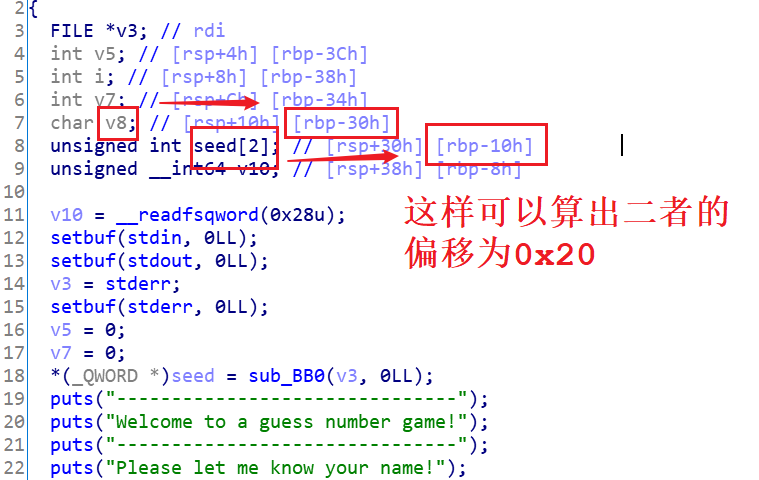 2 {
3 FILE *v3; // rdi
4 int v5; // [rsp+4h] [rbp-3Ch]
5 int i; // [rsp+8h] [rbp-38h]
6 int v7; // [rsp+Ch] [rbp-34h]
7 char v8; // [rsp+10h] [rbp-30h]
8 unsigned int seed[2]; // [rsp+30h] [rbp-10h]
9 unsigned __int64 v10; // [rsp+38h] [rbp-8h]
10
11 v10 = __readfsqword(0x28u);
12 setbuf(stdin, 0LL);
13 setbuf(stdout, 0LL);
14 v3 = stderr;
15 setbuf(stderr, 0LL);
16 v5 = 0;
17 v7 = 0;
18 *(_QWORD *)seed = sub_BB0(v3, 0LL);
19 puts("-------------------------------");
20 puts("Welcome to a guess number game!");
21 puts("-------------------------------");
22 puts("Please let me know your name!");
这样可以算出二者的
偏移为0x20